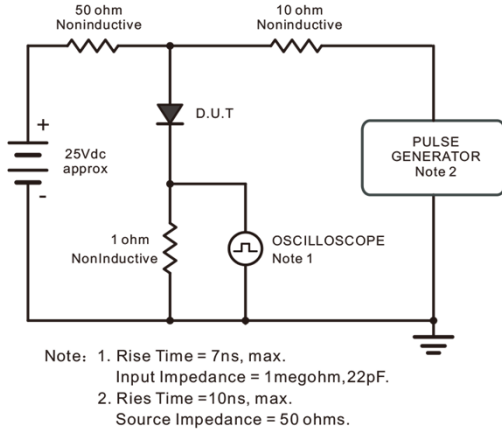 50 ohm
Noninductive
10 ohm
Noninductive
D.U.T
+
25Vdc
approx
-
PULSE
GENERATOR
Note 2
1 ohm
NonInductive
OSCILLOSCOPE
Note 1
Note: 1. Rise Time = 7ns, max.
Input Impedance = 1megohm,22pF.
2. Ries Time =10ns, max.
Source Impedance = 50 ohms.